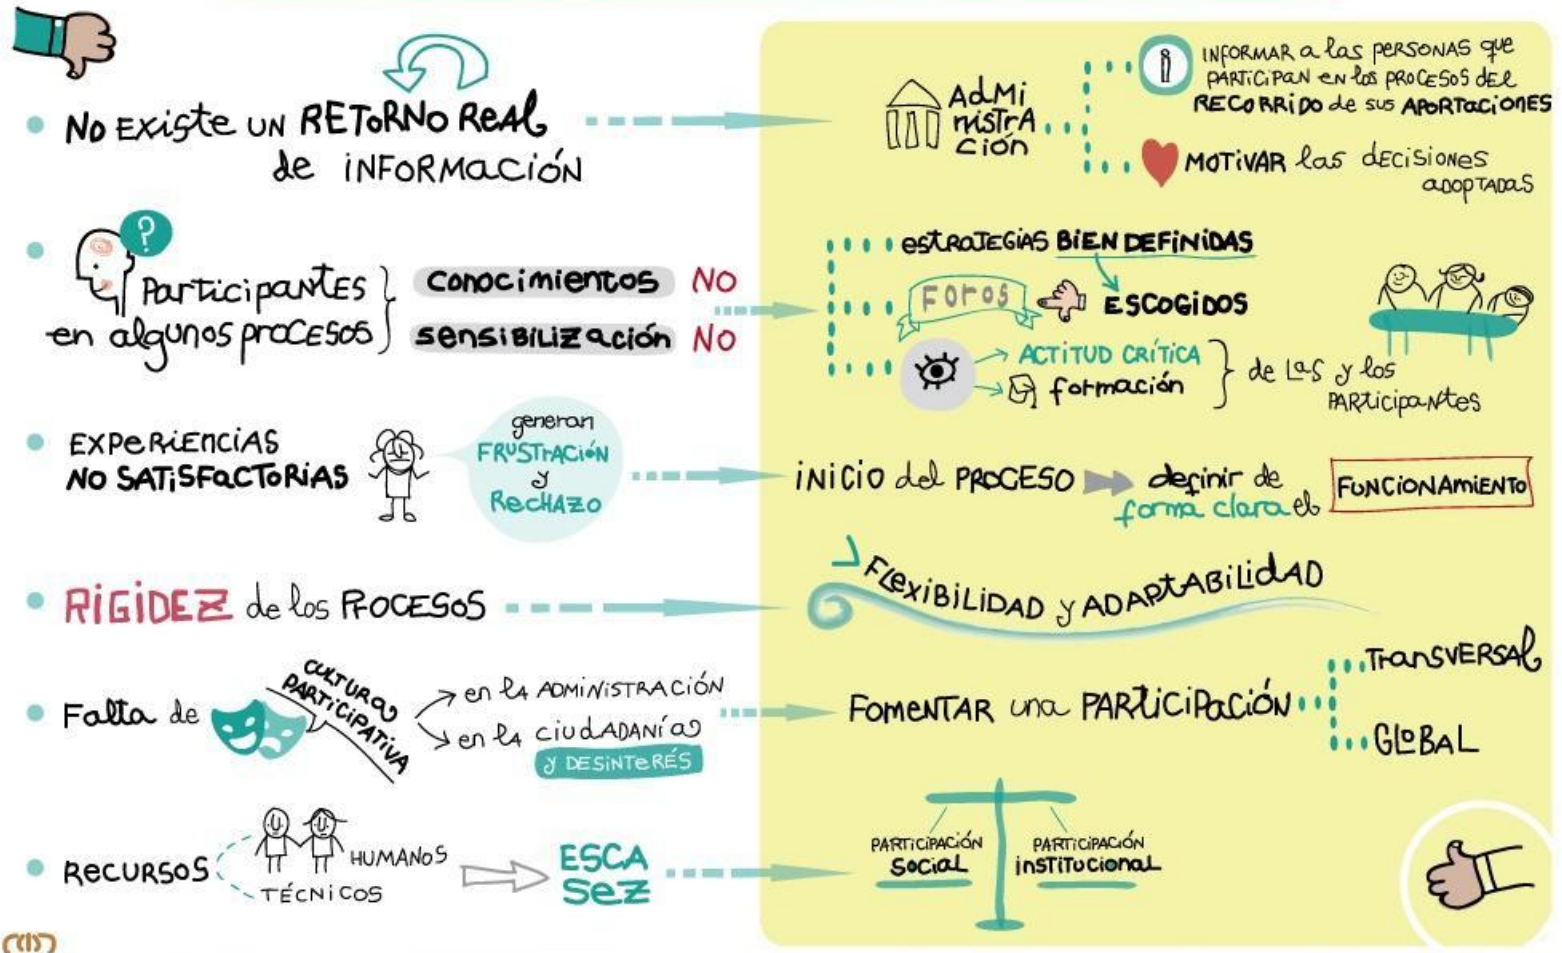 NO EXISTE UN RETORNO REAL
de INFORMACIÓN
ADMI
NISTRA
CIÓN
i
INFORMAR a las PERSONAS que
PARTICIPAN en los PROCESOS DEL
RECORRIDO de sus APORTACIONES
MOTIVAR las DECISIONES
ADOPTADAS
?
PARTICIPANTES
en algunos PROCESOS
CONOCIMIENTOS NO
SENSIBILIZACIÓN NO
ESTRATEGIAS BIEN DEFINIDAS
FOROS
ESCOGIDOS
ACTITUD CRÍTICA
formación
de LAS y los
PARTICIPANTES
EXPERIENCIAS
NO SATISFACTORIAS
generan
FRUSTRACIÓN
y
RECHAZO
INICIO del PROCESO
definir de
forma clara el
FUNCIONAMIENTO
RIGIDEZ de los PROCESOS
FLEXIBILIDAD y ADAPTABILIDAD
Falta de
CULTURA
PARTICIPATIVA
en LA ADMINISTRACIÓN
en LA CIUDADANÍA
y DESINTERÉS
FOMENTAR una PARTICIPACIÓN
TRANSVERSAL
GLOBAL
RECURSOS
HUMANOS
TÉCNICOS
ESCA
SEZ
PARTICIPACIÓN
SOCIAL
PARTICIPACIÓN
INSTITUCIONAL